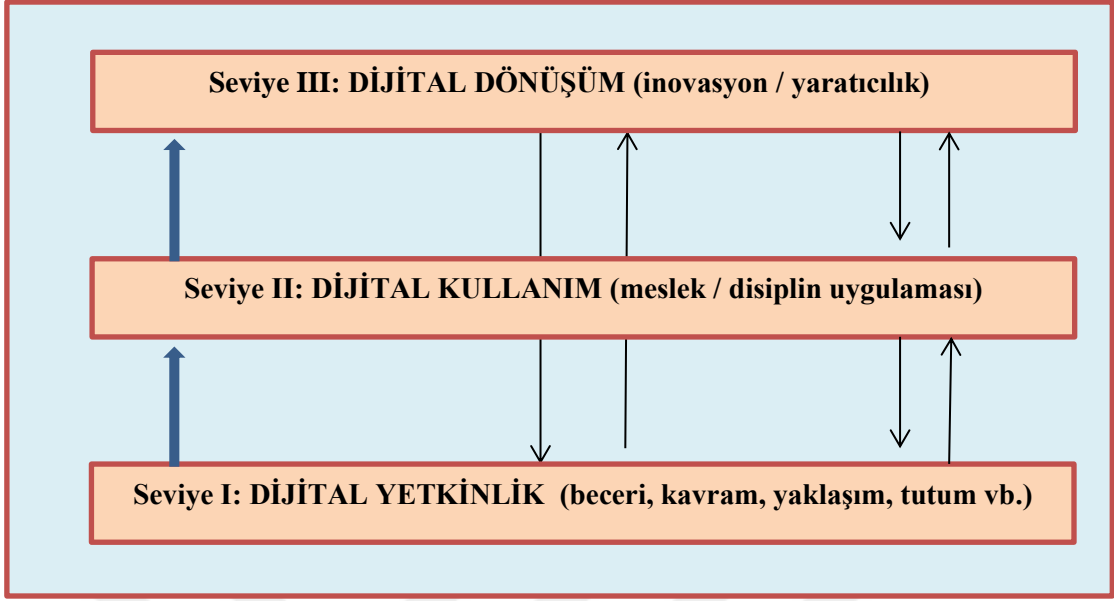 Seviye III: DİJİTAL DÖNÜŞÜM (inovasyon / yaratıcılık)
Seviye II: DİJİTAL KULLANIM (meslek / disiplin uygulaması)
Seviye I: DİJİTAL YETKİNLİK (beceri, kavram, yaklaşım, tutum vb.)